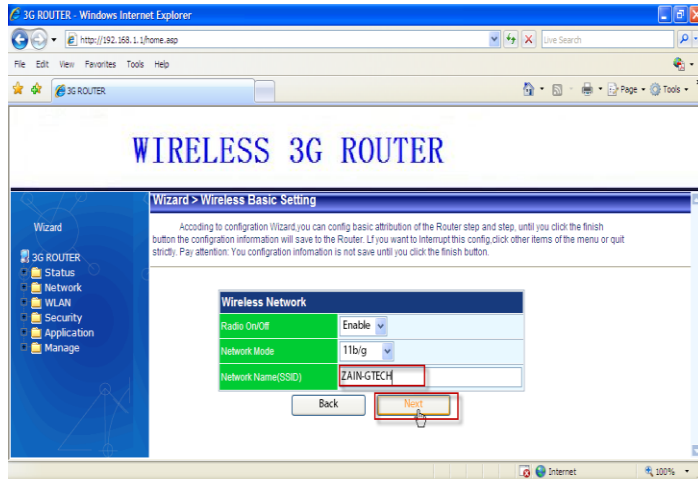 3G ROUTER - Windows Internet Explorer
http://192.168.1.1/home.asp
Live Search
File Edit View Favorites Tools Help
3G ROUTER
Page Tools
WIRELESS 3G ROUTER
Wizard > Wireless Basic Setting
Wizard
Accoding to configration Wizard,you can config basic attribution of the Router step and step, until you click the finish
button the configration information will save to the Router. Lf you want to Interrupt this config,click other items of the menu or quit
strictly. Pay attention: You configration infomation is not save until you click the finish button.
3G ROUTER
Status
Network
WLAN
Security
Application
Manage
Wireless Network
Radio On/Off Enable
Network Mode 11b/g
Network Name(SSID) ZAIN-GTECH
Back Next
Internet 100%